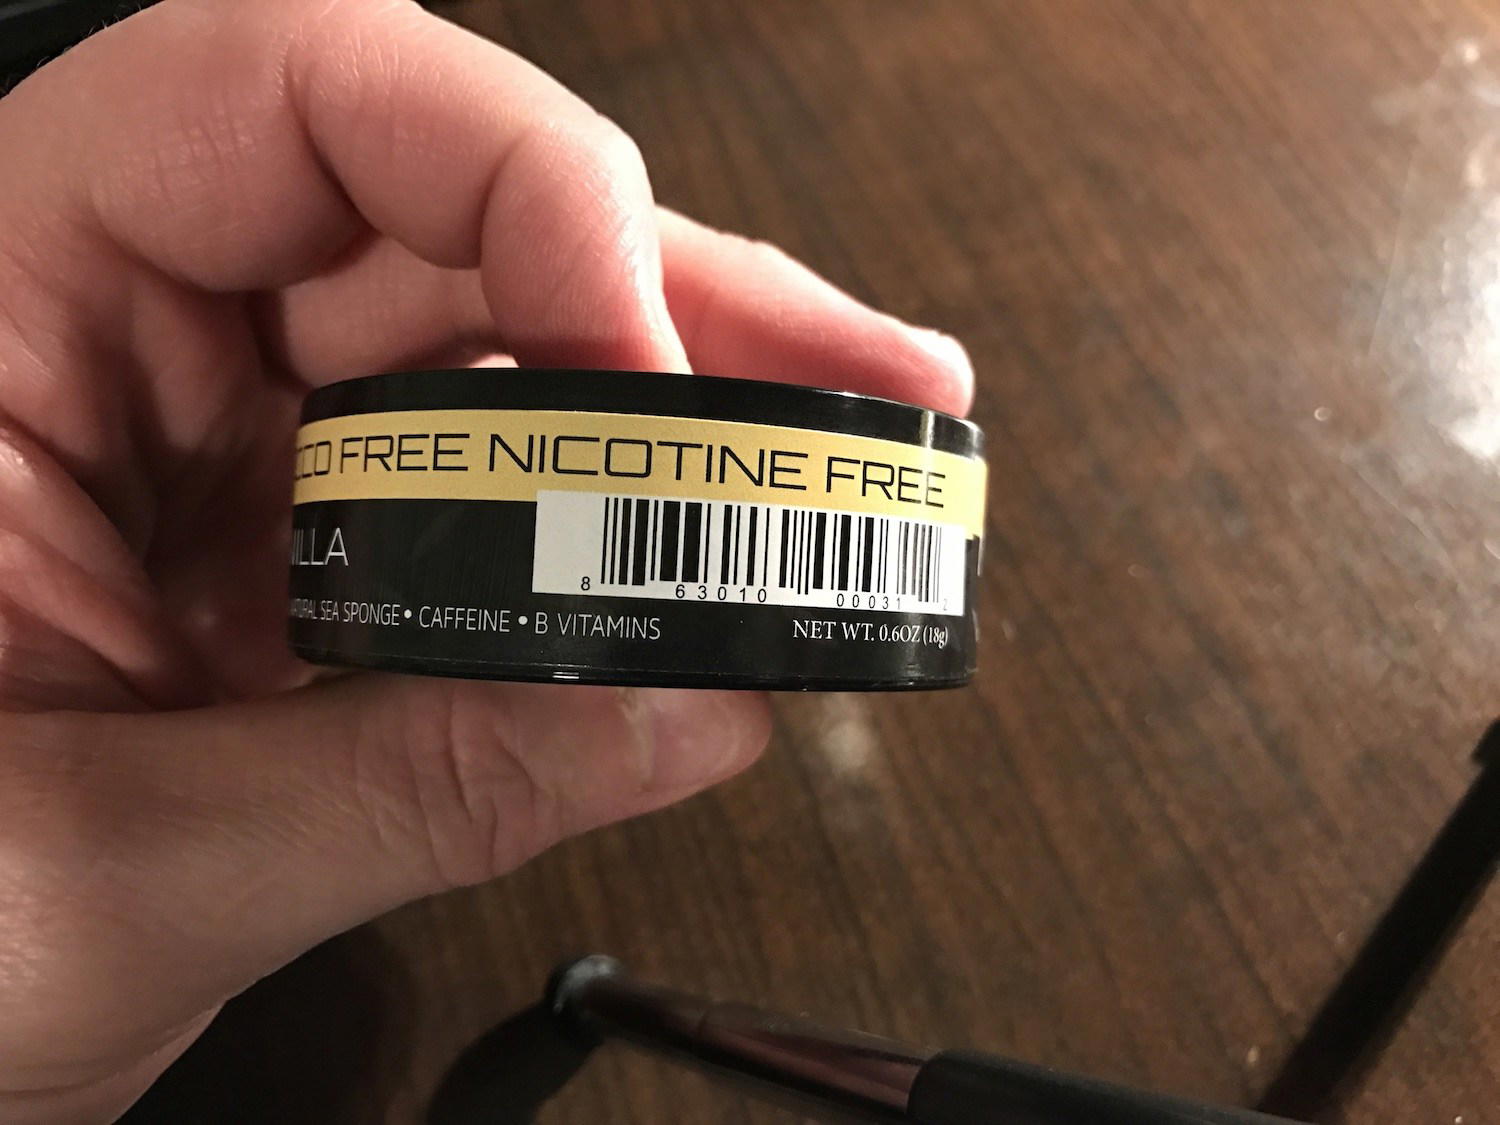 CCO FREE NICOTINE FREE
NILLA
8 63010 00031 2
NATURAL SEA SPONGE • CAFFEINE • B VITAMINS
NET WT. 0.6OZ (18g)